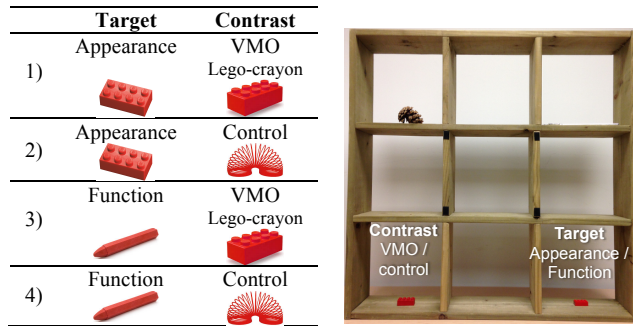 Target Contrast
Appearance VMO
1) Lego-crayon
Appearance Control
2)
Function VMO
3) Lego-crayon
Function Control
4)
Contrast
VMO /
control
Target
Appearance /
Function